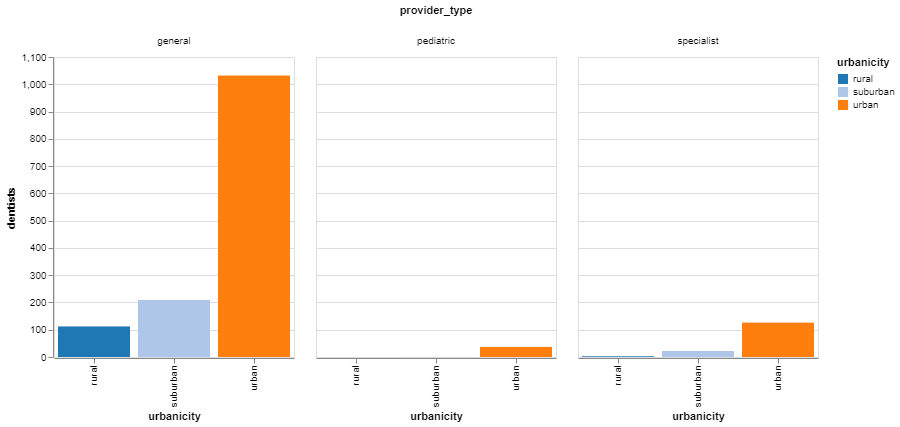 provider_type
general
pediatric
specialist
urbanicity
rural
suburban
urban
dentists
1,100
1,000
900
800
700
600
500
400
300
200
100
0
rural
suburban
urban
rural
suburban
urban
rural
suburban
urban
urbanicity
urbanicity
urbanicity